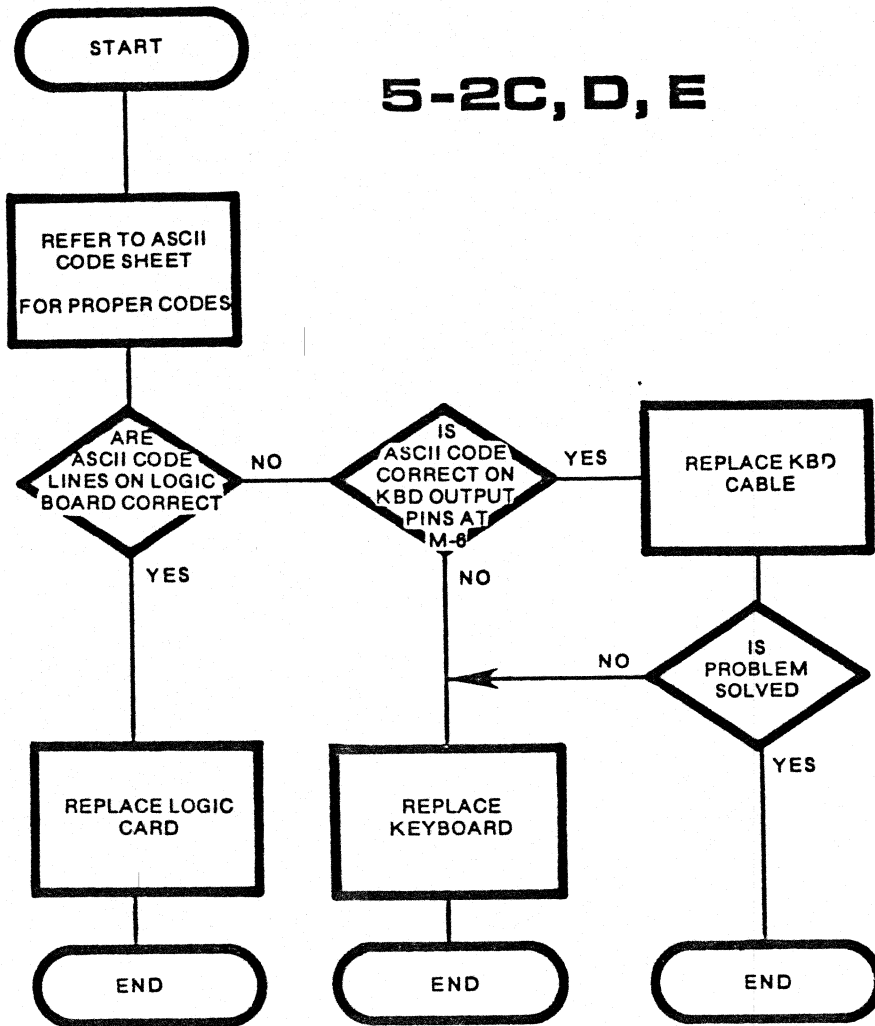 START
5-2C, D, E
REFER TO ASCII
CODE SHEET
FOR PROPER CODES
ARE
ASCII CODE
LINES ON LOGIC
BOARD CORRECT
NO
YES
IS
ASCII CODE
CORRECT ON
KBD OUTPUT
PINS AT
M-6
YES
NO
REPLACE KBD
CABLE
IS
PROBLEM
SOLVED
NO
YES
REPLACE LOGIC
CARD
REPLACE
KEYBOARD
END
END
END